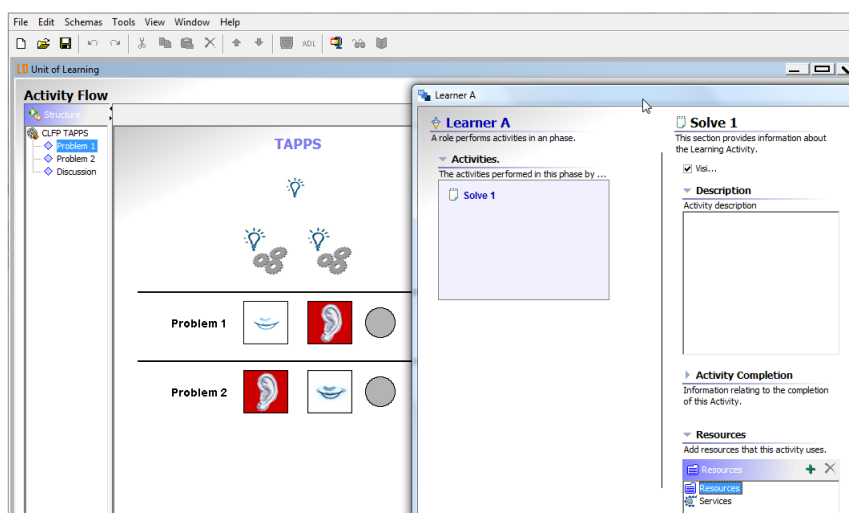 File Edit Schemas Tools View Window Help
ADL
LD Unit of Learning
Activity Flow
Structure
CLFP TAPPS
Problem 1
Problem 2
Discussion
TAPPS
Problem 1
Problem 2
Learner A
Learner A
A role performs activities in an phase.
Activities.
The activities performed in this phase by ...
Solve 1
Solve 1
This section provides information about
the Learning Activity.
Visi...
Description
Activity description
Activity Completion
Information relating to the completion
of this Activity.
Resources
Add resources that this activity uses.
Resources
Resources
Services